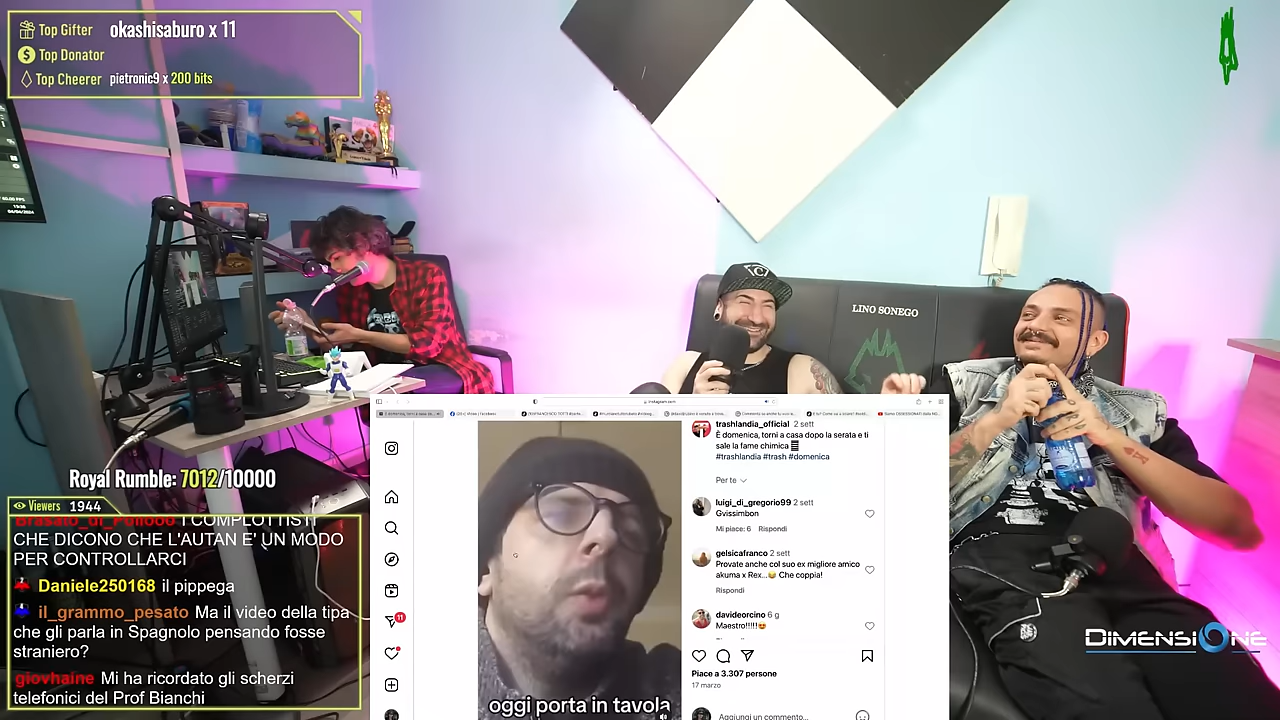 Top Gifter okashisaburo x 11
Top Donator
Top Cheerer pietronic9 x 200 bits
LINO SONEGO
Royal Rumble: 7012/10000
Viewers 1944
Brasato_di_Pollooo I COMPLOTTISTI
CHE DICONO CHE L'AUTAN E' UN MODO
PER CONTROLLARCI
Daniele250168 il pippega
il_grammo_pesato Ma il video della tipa
che gli parla in Spagnolo pensando fosse
straniero?
giovhaine Mi ha ricordato gli scherzi
telefonici del Prof Bianchi
instagram.com
11
oggi porta in tavola
trashlandia_official 2 sett
È domenica, torni a casa dopo la serata e ti
sale la fame chimica
#trashlandia #trash #domenica
Per te
luigi_di_gregorio99 2 sett
Gvissimbon
Mi piace: 6 Rispondi
gelsicafranco 2 sett
Provate anche col suo ex migliore amico
akuma x Rex...😂 Che coppia!
Rispondi
davideorcino 6 g
Maestro!!!!!😍
Piace a 3.307 persone
17 marzo
Aggiungi un commento...
DIMENSIONE